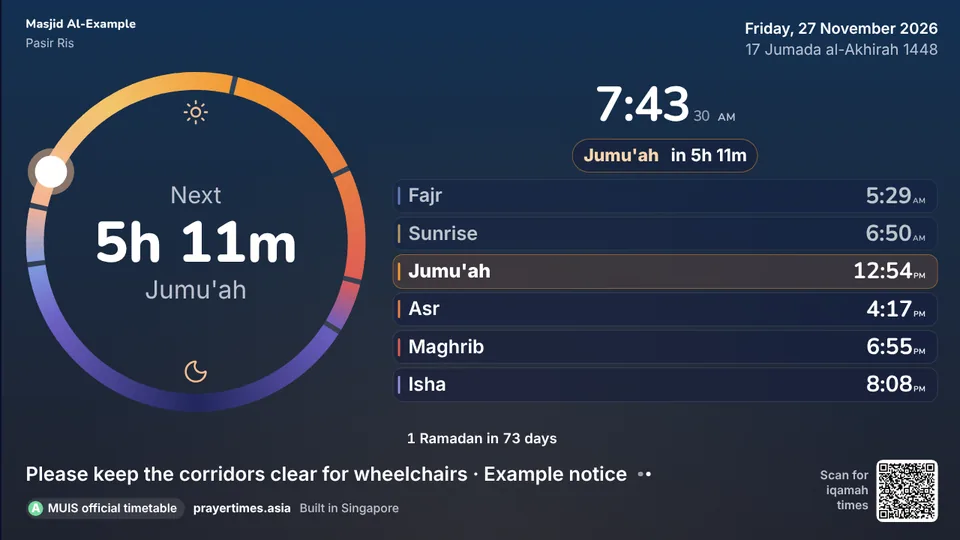 Masjid Al-Example
Pasir Ris
Friday, 27 November 2026
17 Jumada al-Akhirah 1448
7:43 30 AM
Jumu'ah in 5h 11m
Next
5h 11m
Jumu'ah
Fajr 5:29 AM
Sunrise 6:50 AM
Jumu'ah 12:54 PM
Asr 4:17 PM
Maghrib 6:55 PM
Isha 8:08 PM
1 Ramadan in 73 days
Please keep the corridors clear for wheelchairs · Example notice
A MUIS official timetable prayertimes.asia Built in Singapore
Scan for
iqamah
times